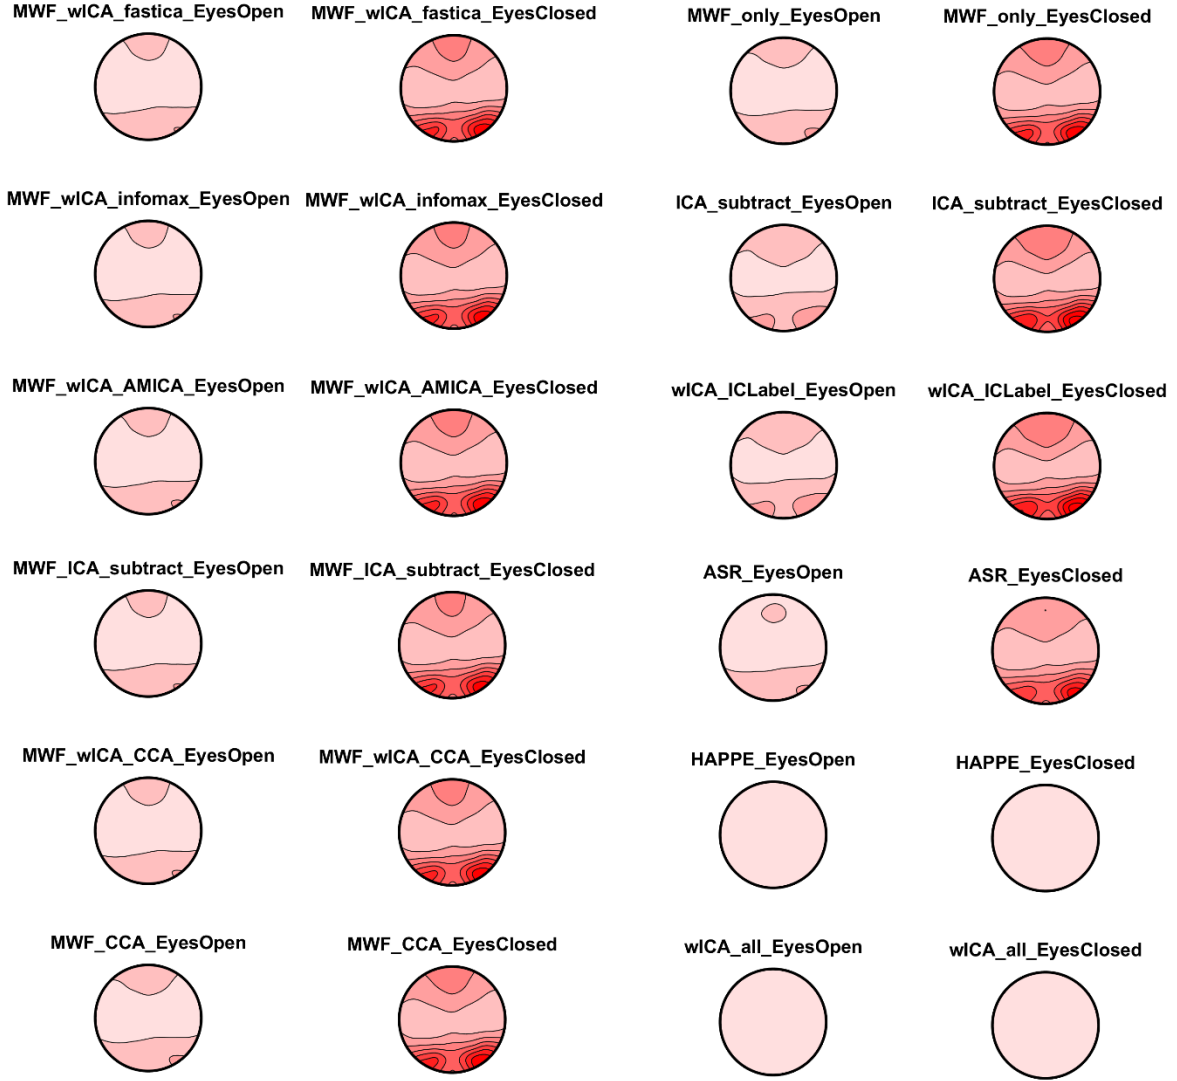 MWF_wICA_fastica_EyesOpen
MWF_wICA_fastica_EyesClosed
MWF_only_EyesOpen
MWF_only_EyesClosed
MWF_wICA_infomax_EyesOpen
MWF_wICA_infomax_EyesClosed
ICA_subtract_EyesOpen
ICA_subtract_EyesClosed
MWF_wICA_AMICA_EyesOpen
MWF_wICA_AMICA_EyesClosed
wICA_ICLabel_EyesOpen
wICA_ICLabel_EyesClosed
MWF_ICA_subtract_EyesOpen
MWF_ICA_subtract_EyesClosed
ASR_EyesOpen
ASR_EyesClosed
MWF_wICA_CCA_EyesOpen
MWF_wICA_CCA_EyesClosed
HAPPE_EyesOpen
HAPPE_EyesClosed
MWF_CCA_EyesOpen
MWF_CCA_EyesClosed
wICA_all_EyesOpen
wICA_all_EyesClosed